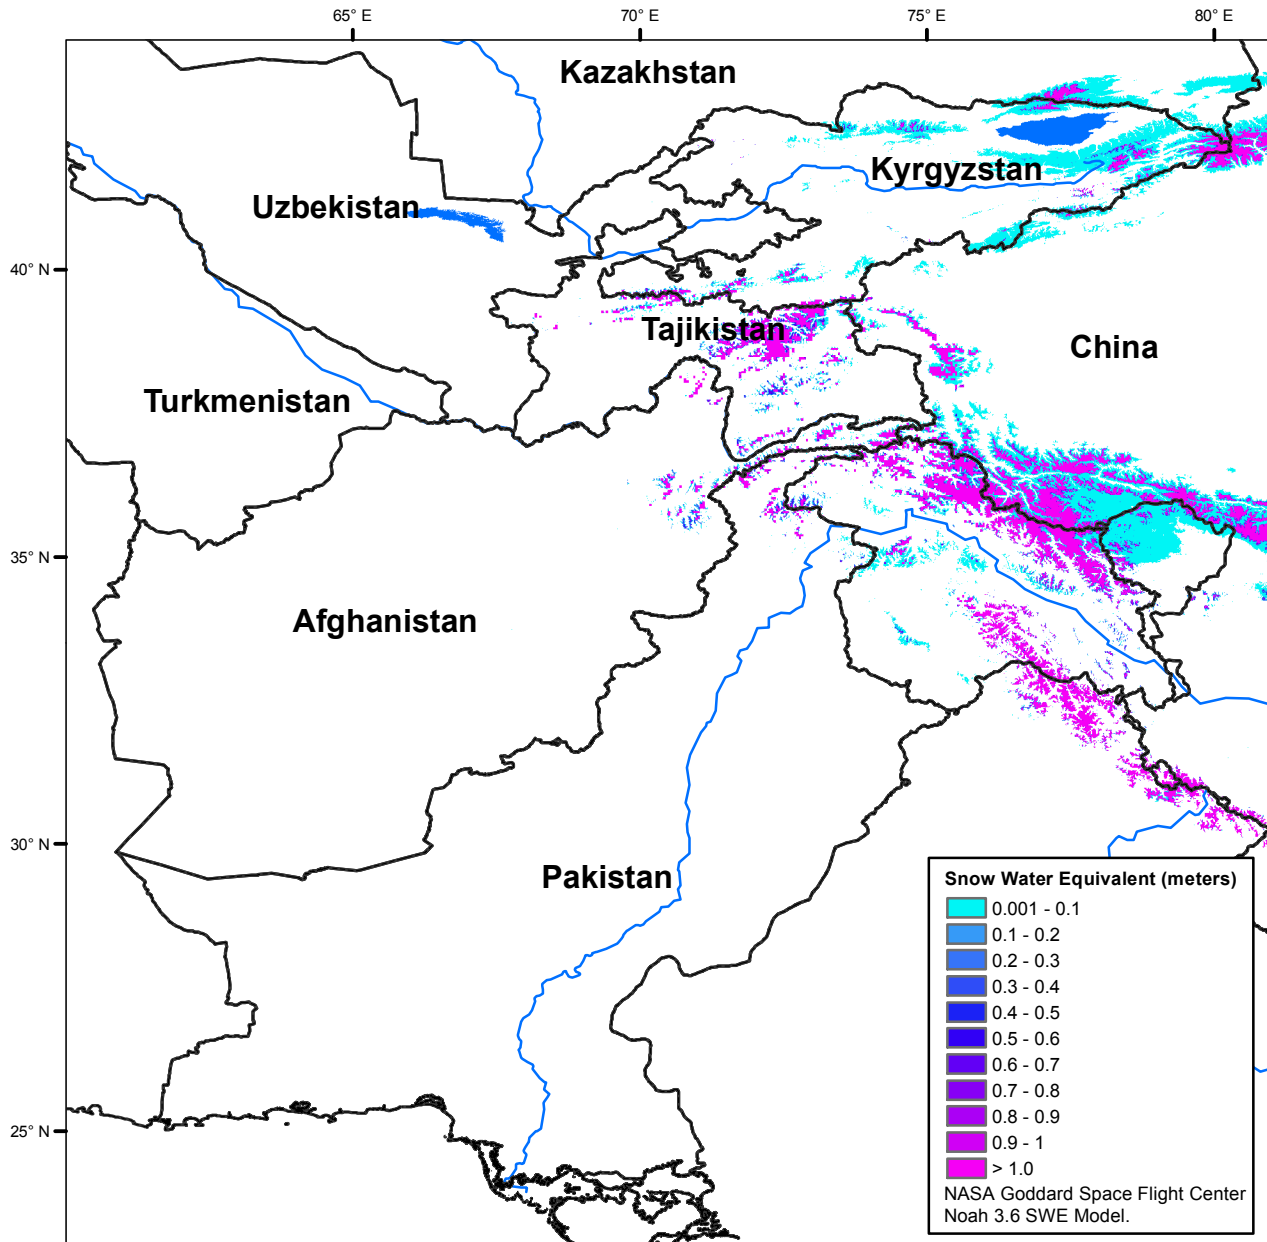 65° E
70° E
75° E
80° E
Kazakhstan
Kyrgyzstan
Uzbekistan
40° N
Tajikistan
China
Turkmenistan
35° N
Afghanistan
30° N
Pakistan
Snow Water Equivalent (meters)
0.001 - 0.1
0.1 - 0.2
0.2 - 0.3
0.3 - 0.4
0.4 - 0.5
0.5 - 0.6
0.6 - 0.7
0.7 - 0.8
0.8 - 0.9
0.9 - 1
> 1.0
NASA Goddard Space Flight Center
Noah 3.6 SWE Model.
25° N